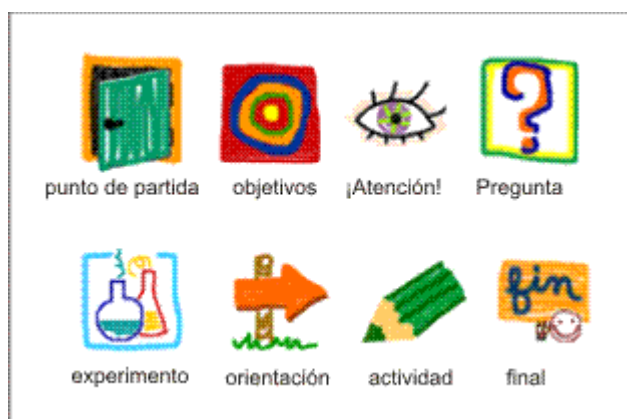 punto de partida objetivos ¡Atención! Pregunta
fin
experimento orientación actividad final